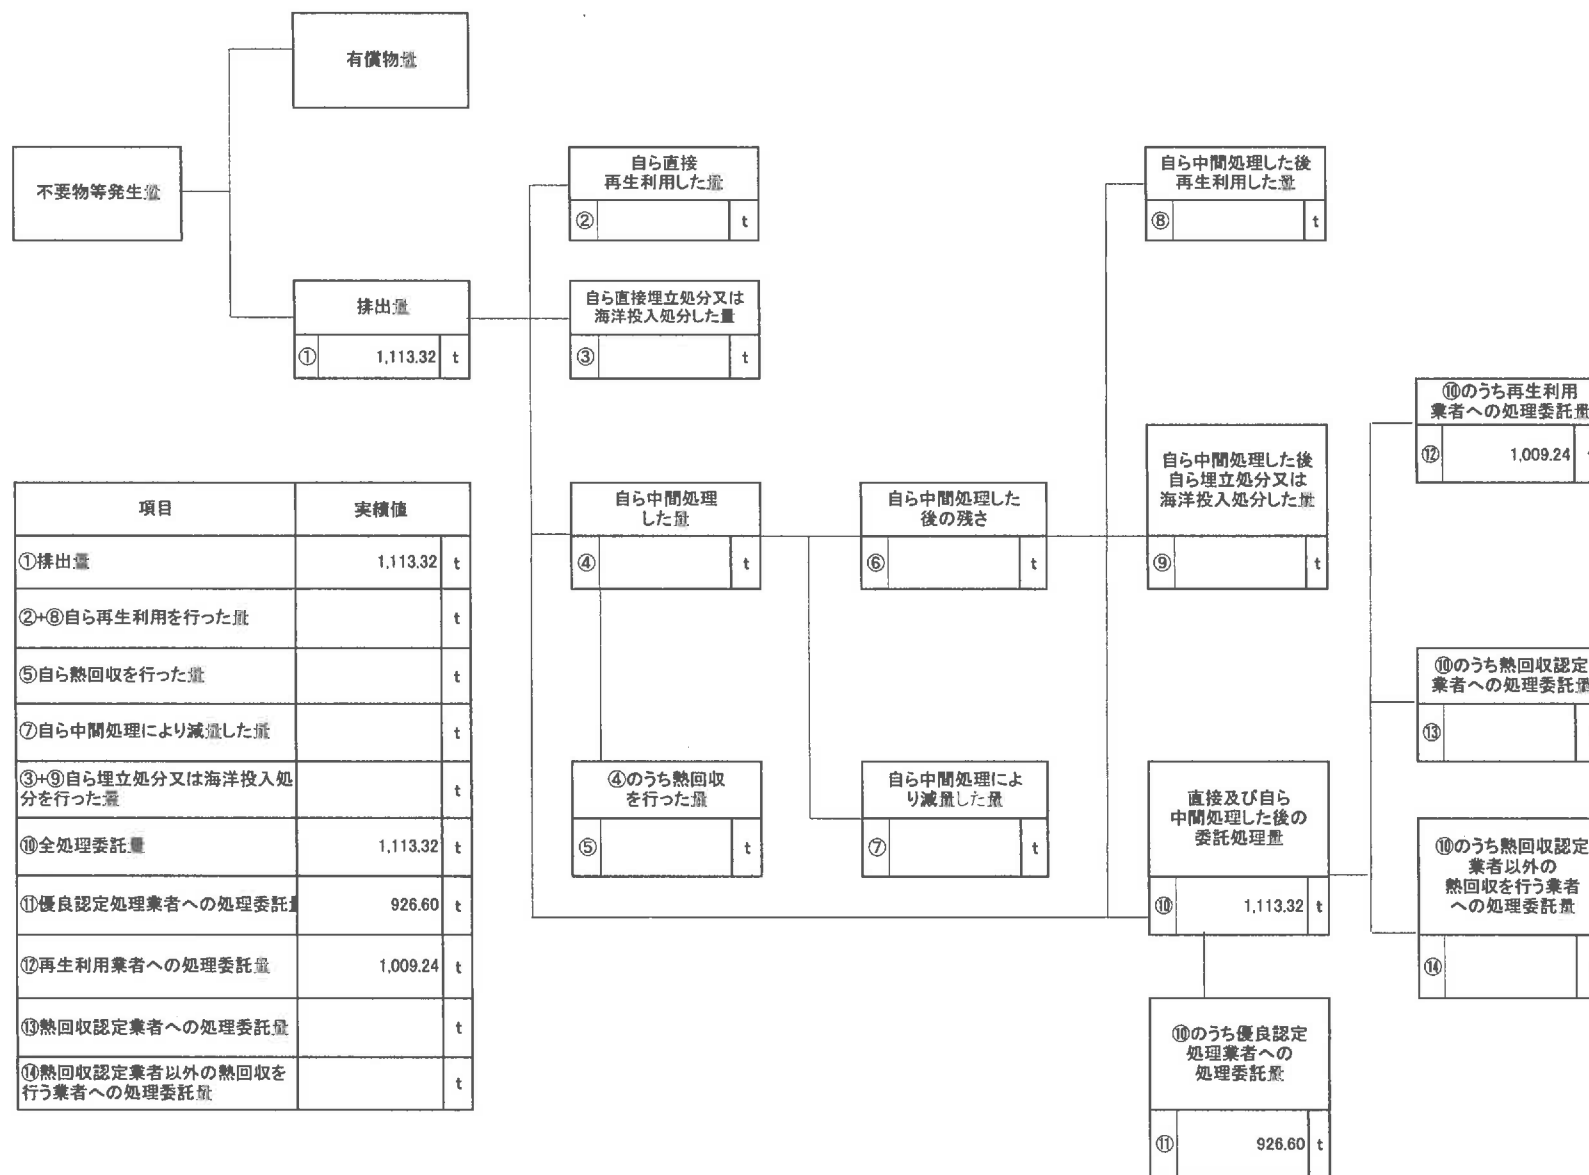 有償物量
不要物等発生量
自ら直接
再生利用した量
②
t
自ら中間処理した後
再生利用した量
⑧
t
排出量
① 1,113.32 t
自ら直接埋立処分又は
海洋投入処分した量
③
t
⑩のうち再生利用
業者への処理委託量
⑫ 1,009.24
自ら中間処理
した量
④
t
自ら中間処理した
後の残さ
⑥
t
自ら中間処理した後
自ら埋立処分又は
海洋投入処分した量
⑨
t
項目 実績値
①排出量 1,113.32 t
②+⑧自ら再生利用を行った量 t
⑤自ら熱回収を行った量 t
⑦自ら中間処理により減量した量 t
③+⑨自ら埋立処分又は海洋投入処
分を行った量 t
⑩全処理委託量 1,113.32 t
⑪優良認定処理業者への処理委託量 926.60 t
⑫再生利用業者への処理委託量 1,009.24 t
⑬熱回収認定業者への処理委託量 t
⑭熱回収認定業者以外の熱回収を
行う業者への処理委託量 t
④のうち熱回収
を行った量
⑤
t
自ら中間処理によ
り減量した量
⑦
t
直接及び自ら
中間処理した後の
委託処理量
⑩ 1,113.32 t
⑩のうち熱回収認定
業者への処理委託量
⑬
⑩のうち熱回収認定
業者以外の
熱回収を行う業者
への処理委託量
⑭
⑩のうち優良認定
処理業者への
処理委託量
⑪ 926.60 t